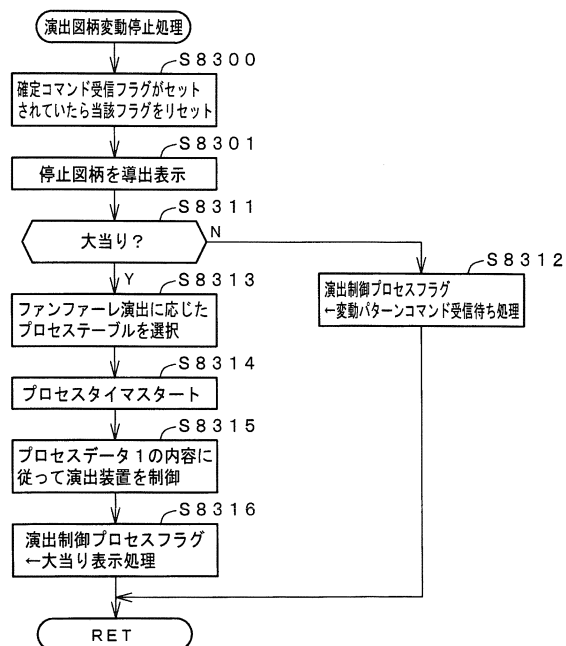 演出図柄変動停止処理
S8300
確定コマンド受信フラグがセット
されていたら当該フラグをリセット
S8301
停止図柄を導出表示
S8311
大当り？
N
Y
S8312
演出制御プロセスフラグ
←変動パターンコマンド受信待ち処理
S8313
ファンファーレ演出に応じた
プロセステーブルを選択
S8314
プロセスタイマスタート
S8315
プロセスデータ1の内容に
従って演出装置を制御
S8316
演出制御プロセスフラグ
←大当り表示処理
RET